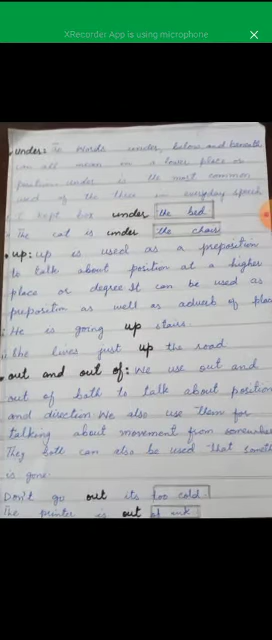 XRecorder App is using microphone
under: The words under, below and beneath
can all mean in a lower place or
position. under is the most common
used of the three in everyday speech
I kept box under the bed.
The cat is under the chair
up: up is used as a preposition
to talk about position at a higher
place or degree. It can be used as
preposition as well as adverb of place
He is going up stairs.
the lives just up the road
out and out of: We use out and
out of both to talk about position
and direction. We also use them for
talking about movement from somewhere
They both can also be used that someth
is gone.
Don't go out its too cold.
The printer is out of ink